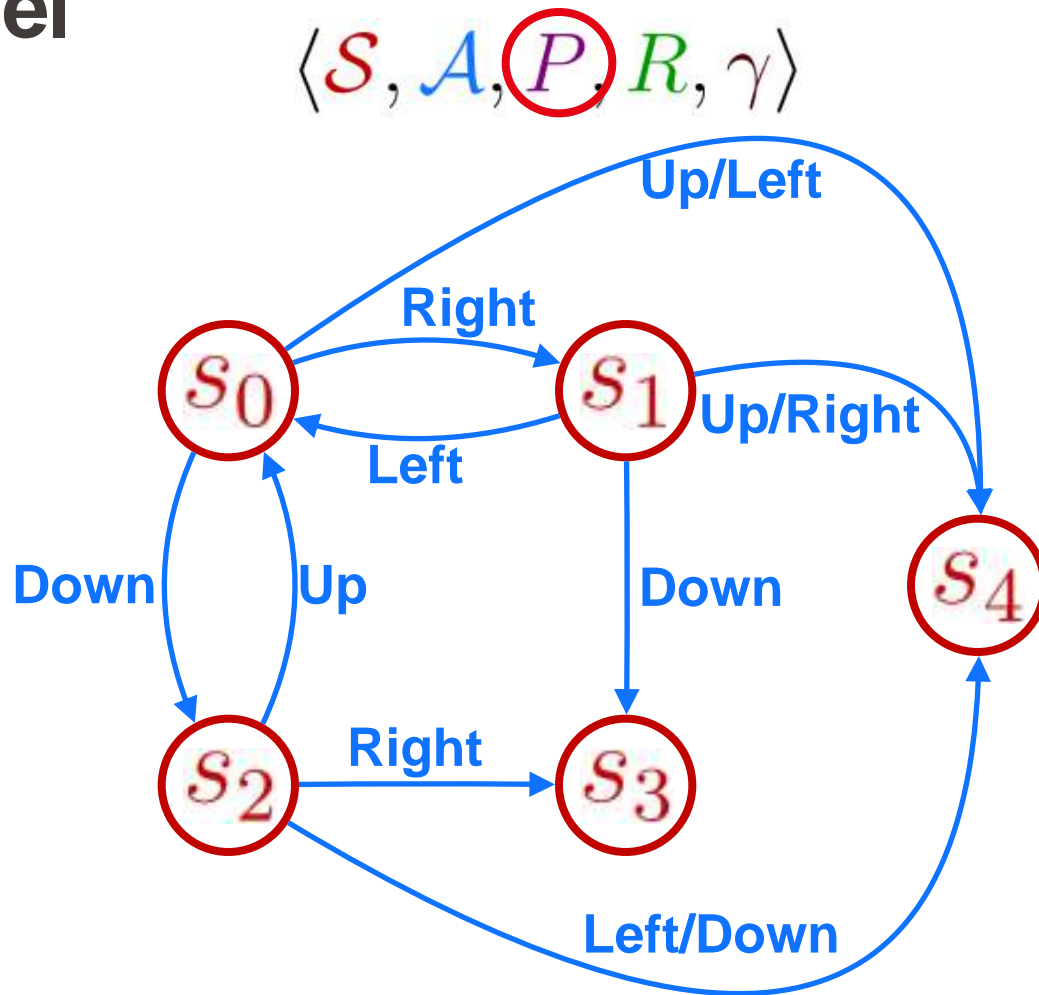 el
⟨S, A, P, R, γ⟩
Up/Left
Right
s₀
s₁
Up/Right
Left
Down
Up
Down
s₄
Right
s₂
s₃
Left/Down